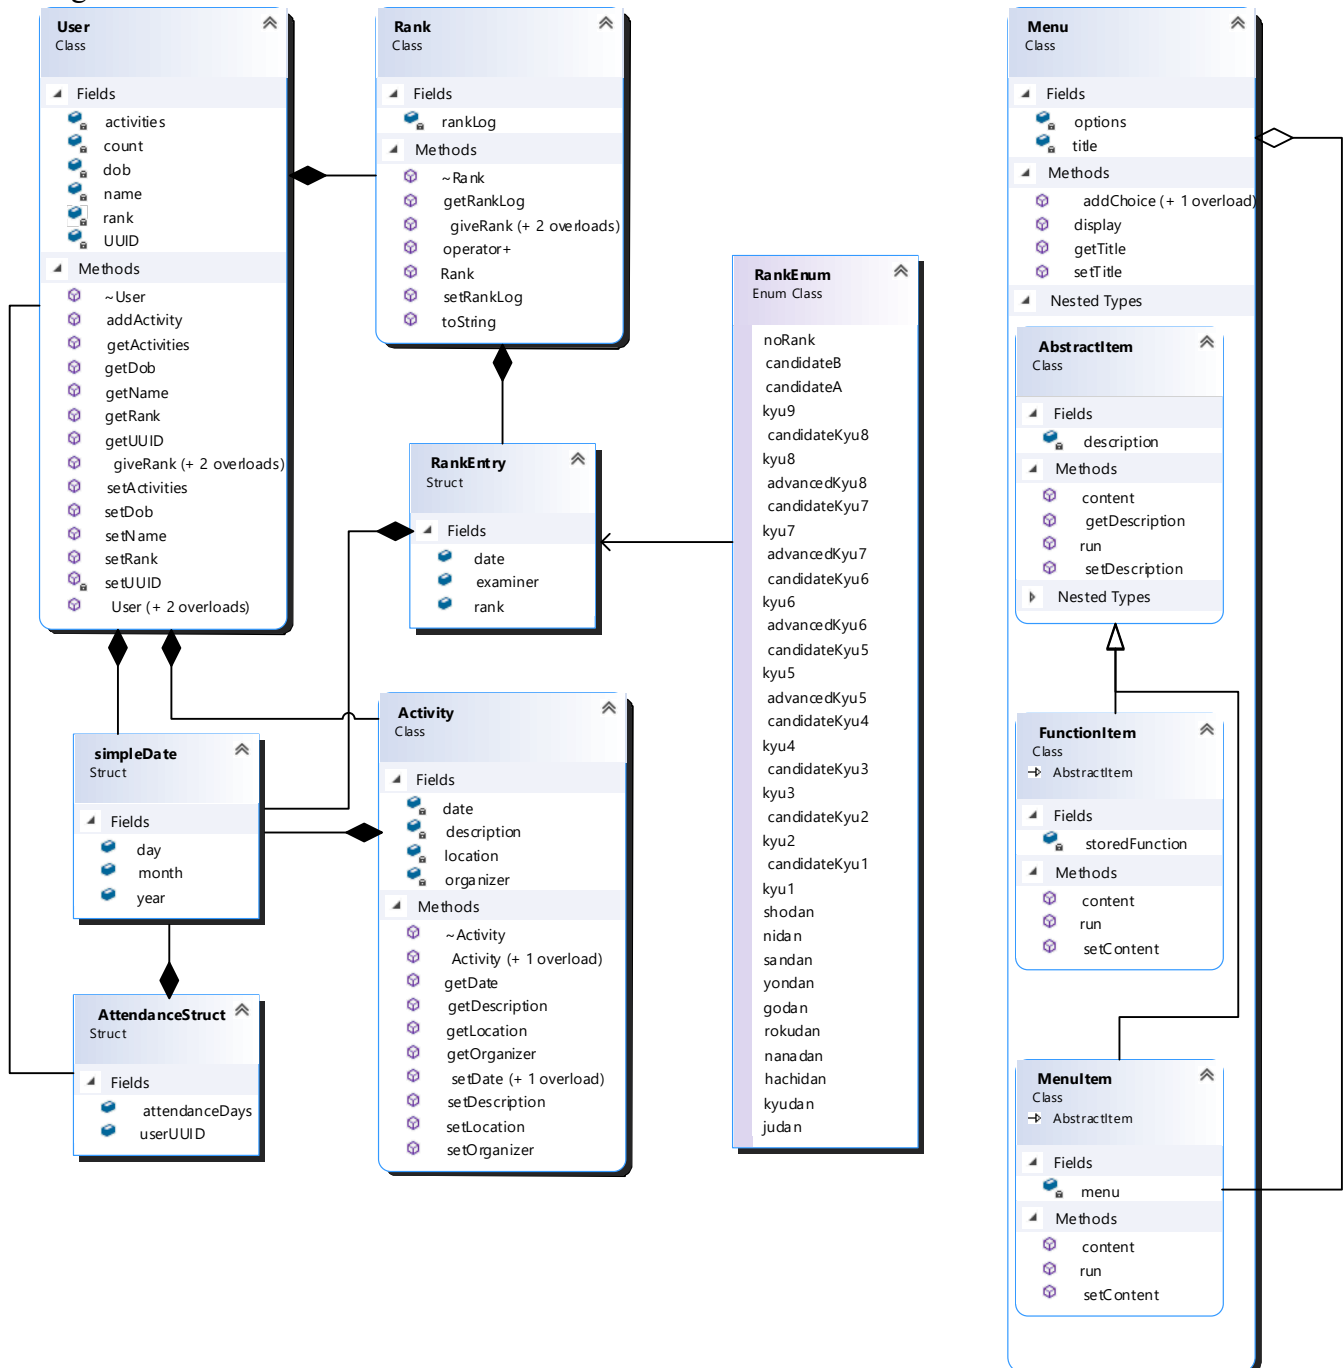 User
Class
Fields
activities
count
dob
name
rank
UUID
Methods
~User
addActivity
getActivities
getDob
getName
getRank
getUUID
giveRank (+ 2 overloads)
setActivities
setDob
setName
setRank
setUUID
User (+ 2 overloads)
Rank
Class
Fields
rankLog
Methods
~Rank
getRankLog
giveRank (+ 2 overloads)
operator+
Rank
setRankLog
toString
RankEntry
Struct
Fields
date
examiner
rank
simpleDate
Struct
Fields
day
month
year
AttendanceStruct
Struct
Fields
attendanceDays
userUUID
Activity
Class
Fields
date
description
location
organizer
Methods
~Activity
Activity (+ 1 overload)
getDate
getDescription
getLocation
getOrganizer
setDate (+ 1 overload)
setDescription
setLocation
setOrganizer
RankEnum
Enum Class
noRank
candidateB
candidateA
kyu9
candidateKyu8
kyu8
advancedKyu8
candidateKyu7
kyu7
advancedKyu7
candidateKyu6
kyu6
advancedKyu6
candidateKyu5
kyu5
advancedKyu5
candidateKyu4
kyu4
candidateKyu3
kyu3
candidateKyu2
kyu2
candidateKyu1
kyu1
shodan
nidan
sandan
yondan
godan
rokudan
nanadan
hachidan
kyudan
judan
Menu
Class
Fields
options
title
Methods
addChoice (+ 1 overload)
display
getTitle
setTitle
Nested Types
AbstractItem
Class
Fields
description
Methods
content
getDescription
run
setDescription
Nested Types
FunctionItem
Class
AbstractItem
Fields
storedFunction
Methods
content
run
setContent
MenuItem
Class
AbstractItem
Fields
menu
Methods
content
run
setContent